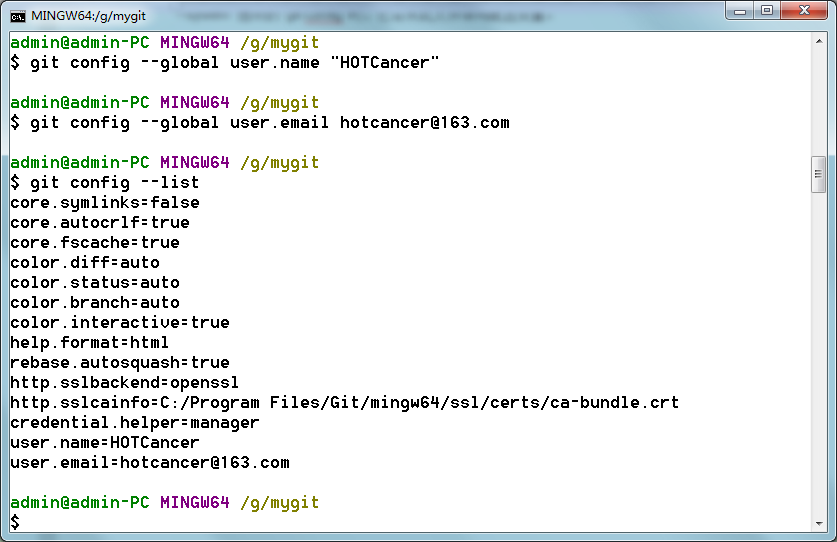 MINGW64:/g/mygit
admin@admin-PC MINGW64 /g/mygit
$ git config --global user.name "HOTCancer"
admin@admin-PC MINGW64 /g/mygit
$ git config --global user.email hotcancer@163.com
admin@admin-PC MINGW64 /g/mygit
$ git config --list
core.symlinks=false
core.autocrlf=true
core.fscache=true
color.diff=auto
color.status=auto
color.branch=auto
color.interactive=true
help.format=html
rebase.autosquash=true
http.sslbackend=openssl
http.sslcainfo=C:/Program Files/Git/mingw64/ssl/certs/ca-bundle.crt
credential.helper=manager
user.name=HOTCancer
user.email=hotcancer@163.com
admin@admin-PC MINGW64 /g/mygit
$